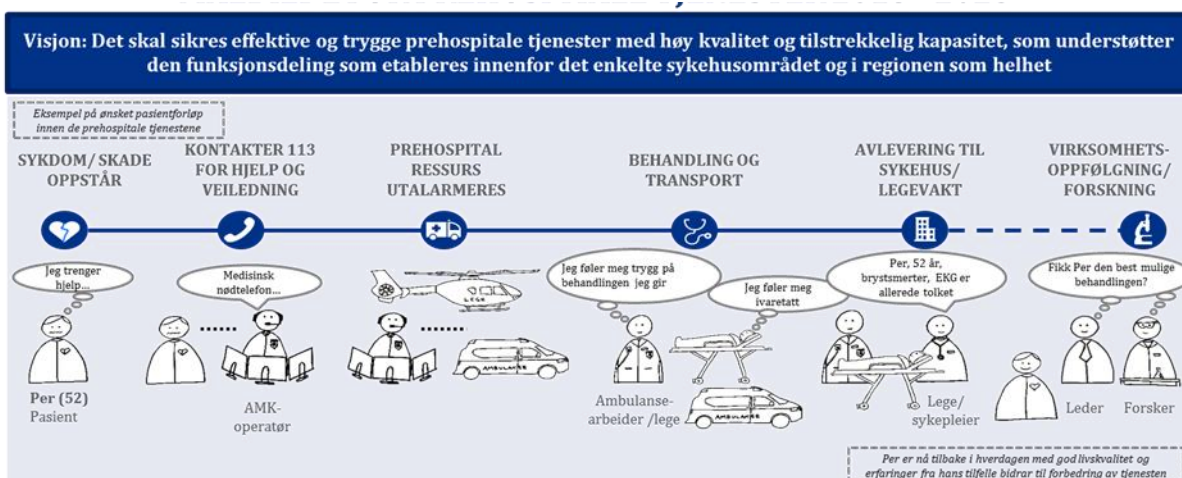 Visjon: Det skal sikres effektive og trygge prehospitale tjenester med høy kvalitet og tilstrekkelig kapasitet, som understøtter
den funksjonsdeling som etableres innenfor det enkelte sykehusområdet og i regionen som helhet
Eksempel på ønsket pasientforløp
innen de prehospitale tjenestene
SYKDOM/ SKADE
OPPSTÅR
KONTAKTER 113
FOR HJELP OG
VEILEDNING
PREHOSPITAL
RESSURS
UTALARMERES
BEHANDLING OG
TRANSPORT
AVLEVERING TIL
SYKEHUS/
LEGEVAKT
VIRKSOMHETS-
OPPFØLGNING/
FORSKNING
Jeg trenger
hjelp...
Medisinsk
nødtelefon...
LEGE
AMBULANSE
Jeg føler meg trygg på
behandlingen jeg gir
Jeg føler meg
ivaretatt
AMBULANSE
Per, 52 år,
brystsmerter, EKG er
allerede tolket
Fikk Per den best mulige
behandlingen?
Per (52)
Pasient
AMK-
operatør
Ambulanse-
arbeider /lege
Lege/
sykepleier
Leder
Forsker
Per er nå tilbake i hverdagen med god livskvalitet og
erfaringer fra hans tilfelle bidrar til forbedring av tjenesten